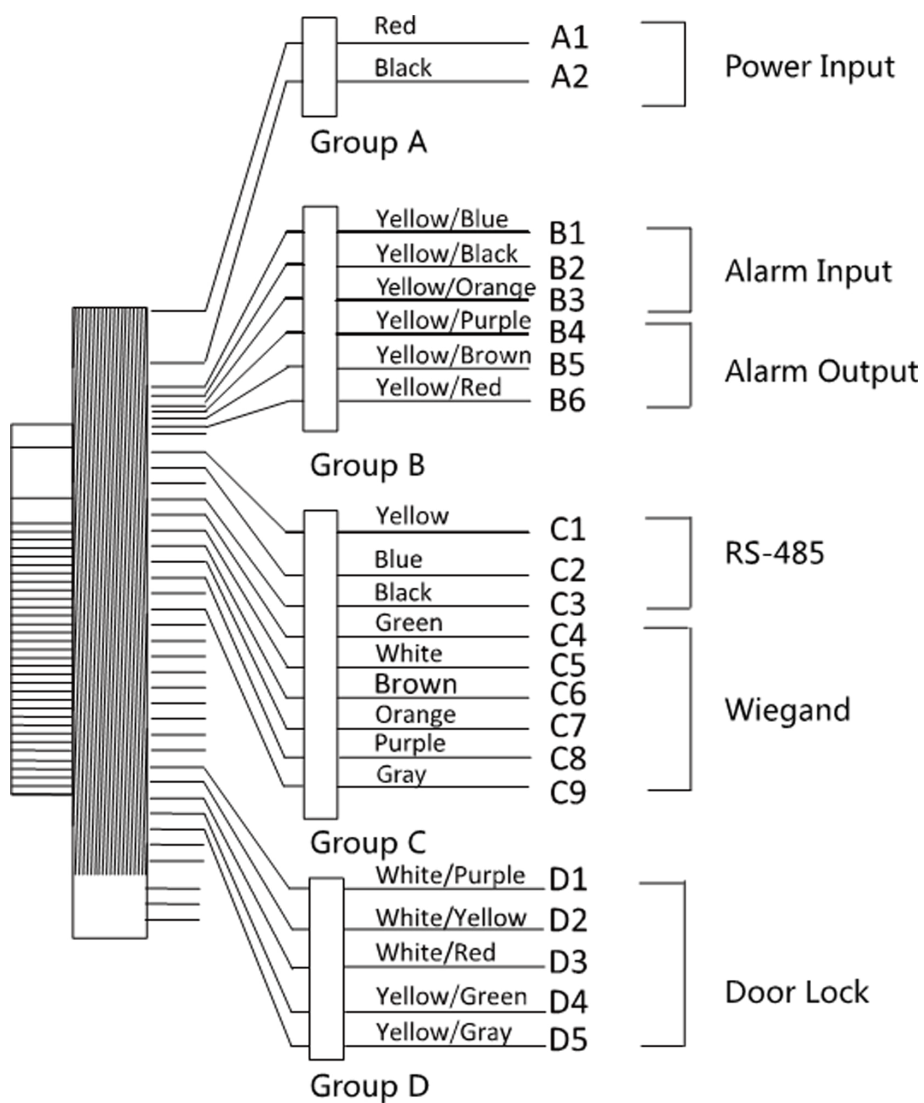 Red A1
Black A2
Power Input
Group A
Yellow/Blue B1
Yellow/Black B2
Yellow/Orange B3
Alarm Input
Yellow/Purple B4
Yellow/Brown B5
Yellow/Red B6
Alarm Output
Group B
Yellow C1
Blue C2
Black C3
RS-485
Green C4
White C5
Brown C6
Orange C7
Purple C8
Gray C9
Wiegand
Group C
White/Purple D1
White/Yellow D2
White/Red D3
Yellow/Green D4
Yellow/Gray D5
Door Lock
Group D